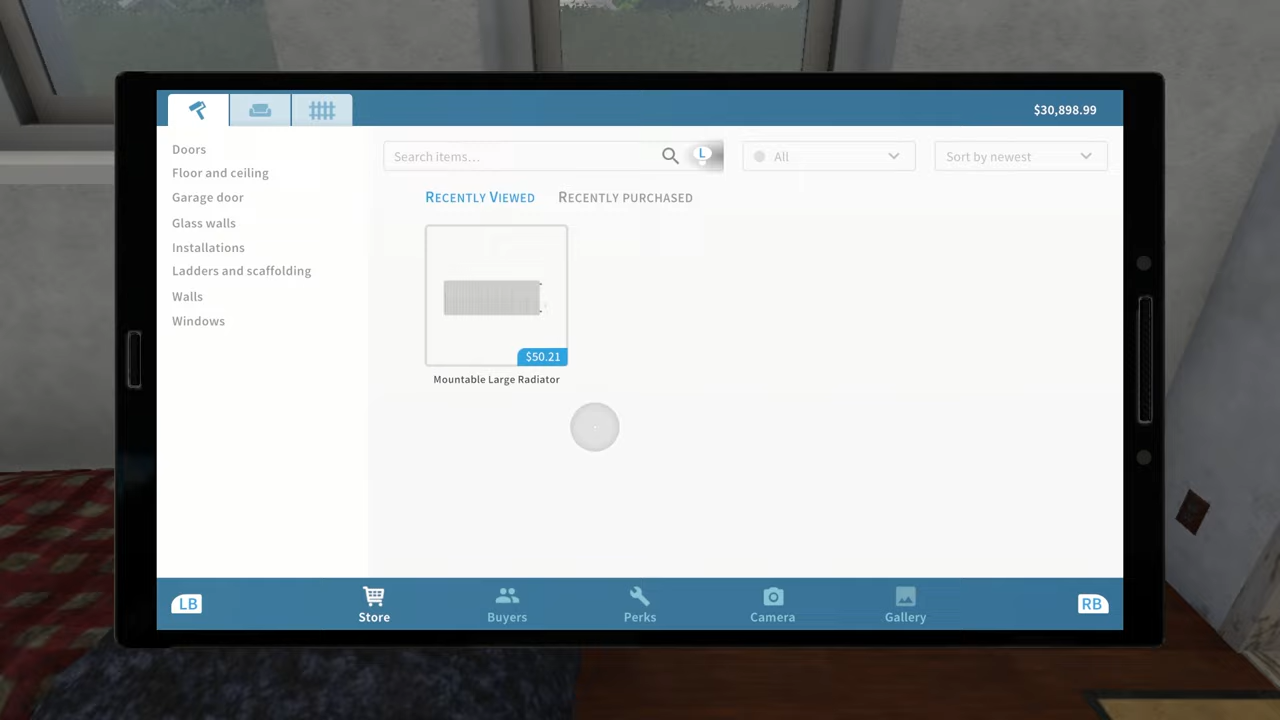 $30,898.99
Doors
Floor and ceiling
Garage door
Glass walls
Installations
Ladders and scaffolding
Walls
Windows
Search items...
L
All
Sort by newest
RECENTLY VIEWED
RECENTLY PURCHASED
$50.21
Mountable Large Radiator
LB
Store
Buyers
Perks
Camera
Gallery
RB